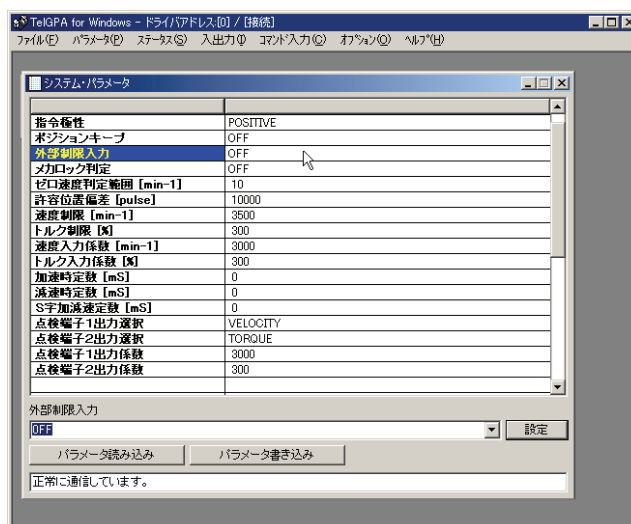 TelGPA for Windows - ドライバアドレス:[0] / [接続]
ファイル(F) パラメータ(P) ステータス(S) 入出力(I) コマンド入力(C) オプション(O) ヘルプ(H)
システム・パラメータ
指令極性 POSITIVE
ポジションキープ OFF
外部制限入力 OFF
メカロック判定 OFF
ゼロ速度判定範囲 [min-1] 10
許容位置偏差 [pulse] 10000
速度制限 [min-1] 3500
トルク制限 [%] 300
速度入力係数 [min-1] 3000
トルク入力係数 [%] 300
加速時定数 [mS] 0
減速時定数 [mS] 0
S字加減速定数 [mS] 0
点検端子1出力選択 VELOCITY
点検端子2出力選択 TORQUE
点検端子1出力係数 3000
点検端子2出力係数 300
外部制限入力
OFF 設定
パラメータ読み込み パラメータ書き込み
正常に通信しています。